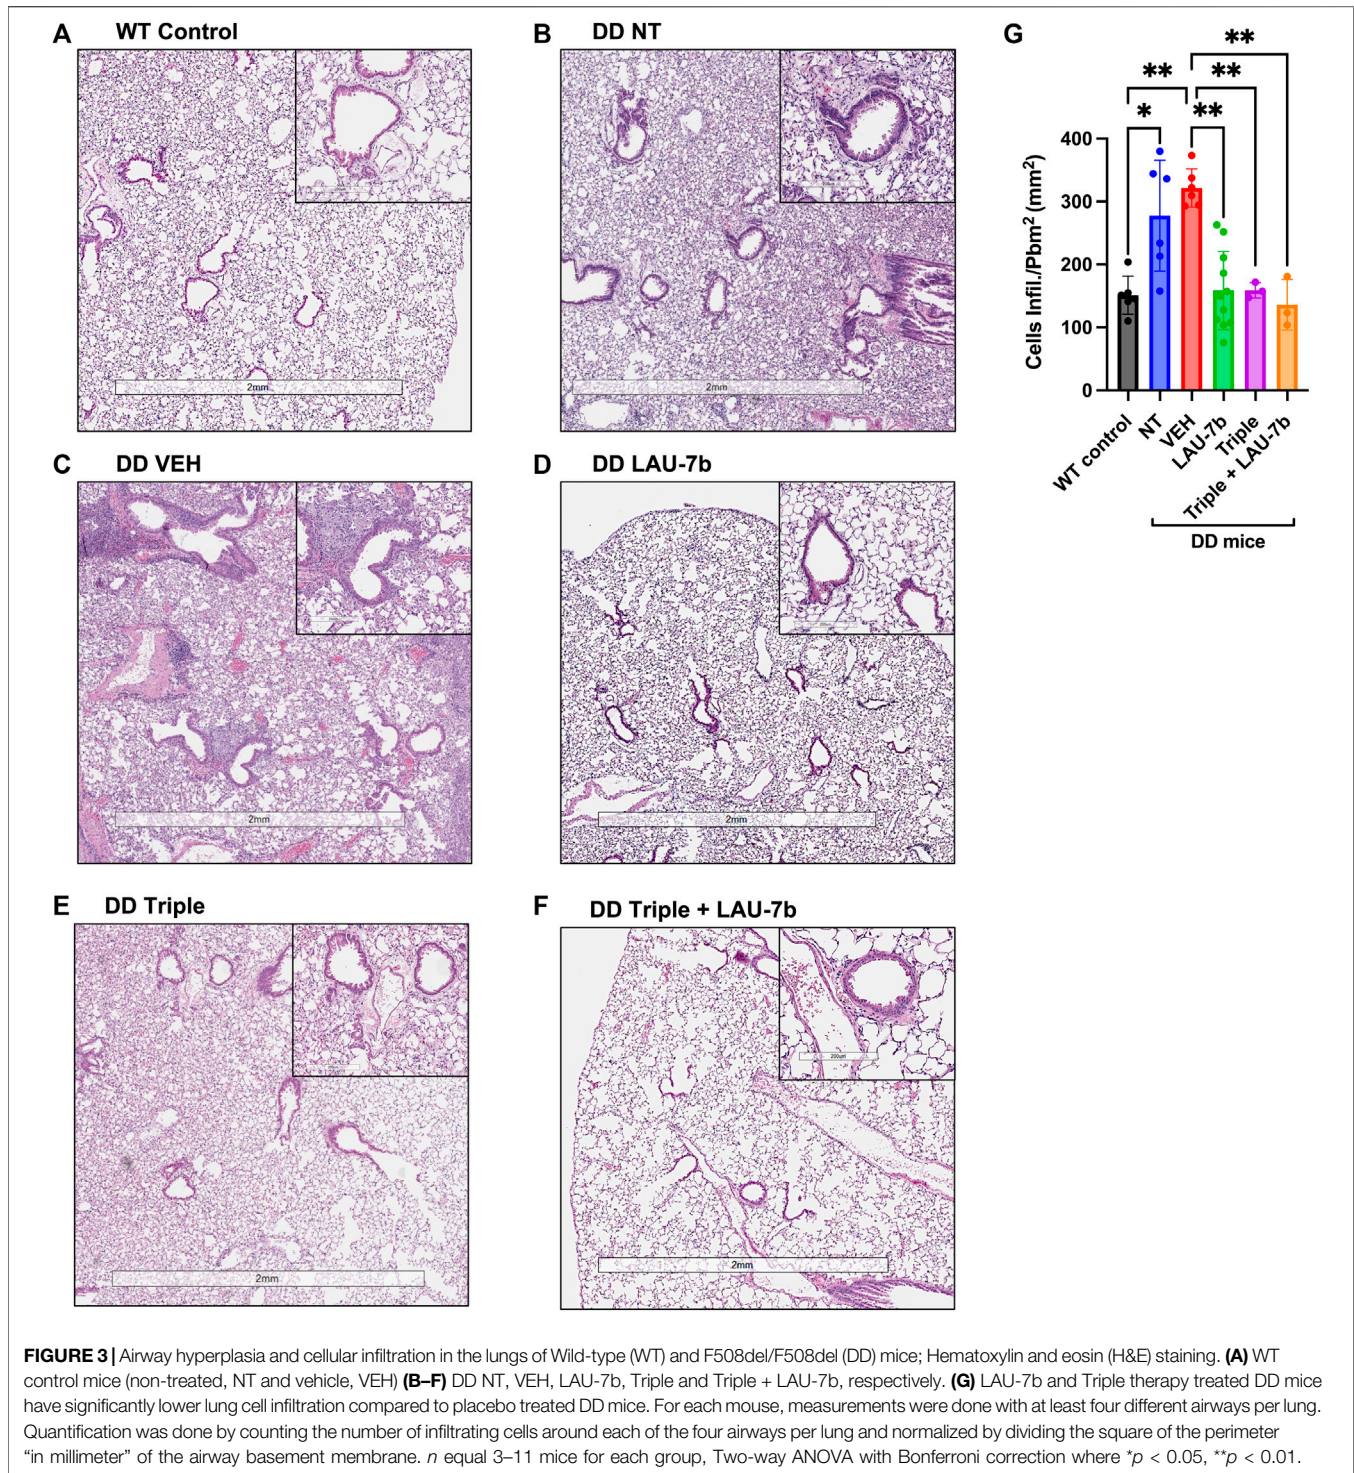 A WT Control
B DD NT
G
** 
** **
* **
400
300
200
100
0
Cells Infil./Pbm² (mm²)
WT control
NT
VEH
LAU-7b
Triple
Triple + LAU-7b
DD mice
2mm
2mm
C DD VEH
D DD LAU-7b
2mm
2mm
E DD Triple
F DD Triple + LAU-7b
200um
2mm
2mm
FIGURE 3 | Airway hyperplasia and cellular infiltration in the lungs of Wild-type (WT) and F508del/F508del (DD) mice; Hematoxylin and eosin (H&E) staining. (A) WT
control mice (non-treated, NT and vehicle, VEH) (B–F) DD NT, VEH, LAU-7b, Triple and Triple + LAU-7b, respectively. (G) LAU-7b and Triple therapy treated DD mice
have significantly lower lung cell infiltration compared to placebo treated DD mice. For each mouse, measurements were done with at least four different airways per lung.
Quantification was done by counting the number of infiltrating cells around each of the four airways per lung and normalized by dividing the square of the perimeter
“in millimeter” of the airway basement membrane. n equal 3–11 mice for each group, Two-way ANOVA with Bonferroni correction where *p < 0.05, **p < 0.01.